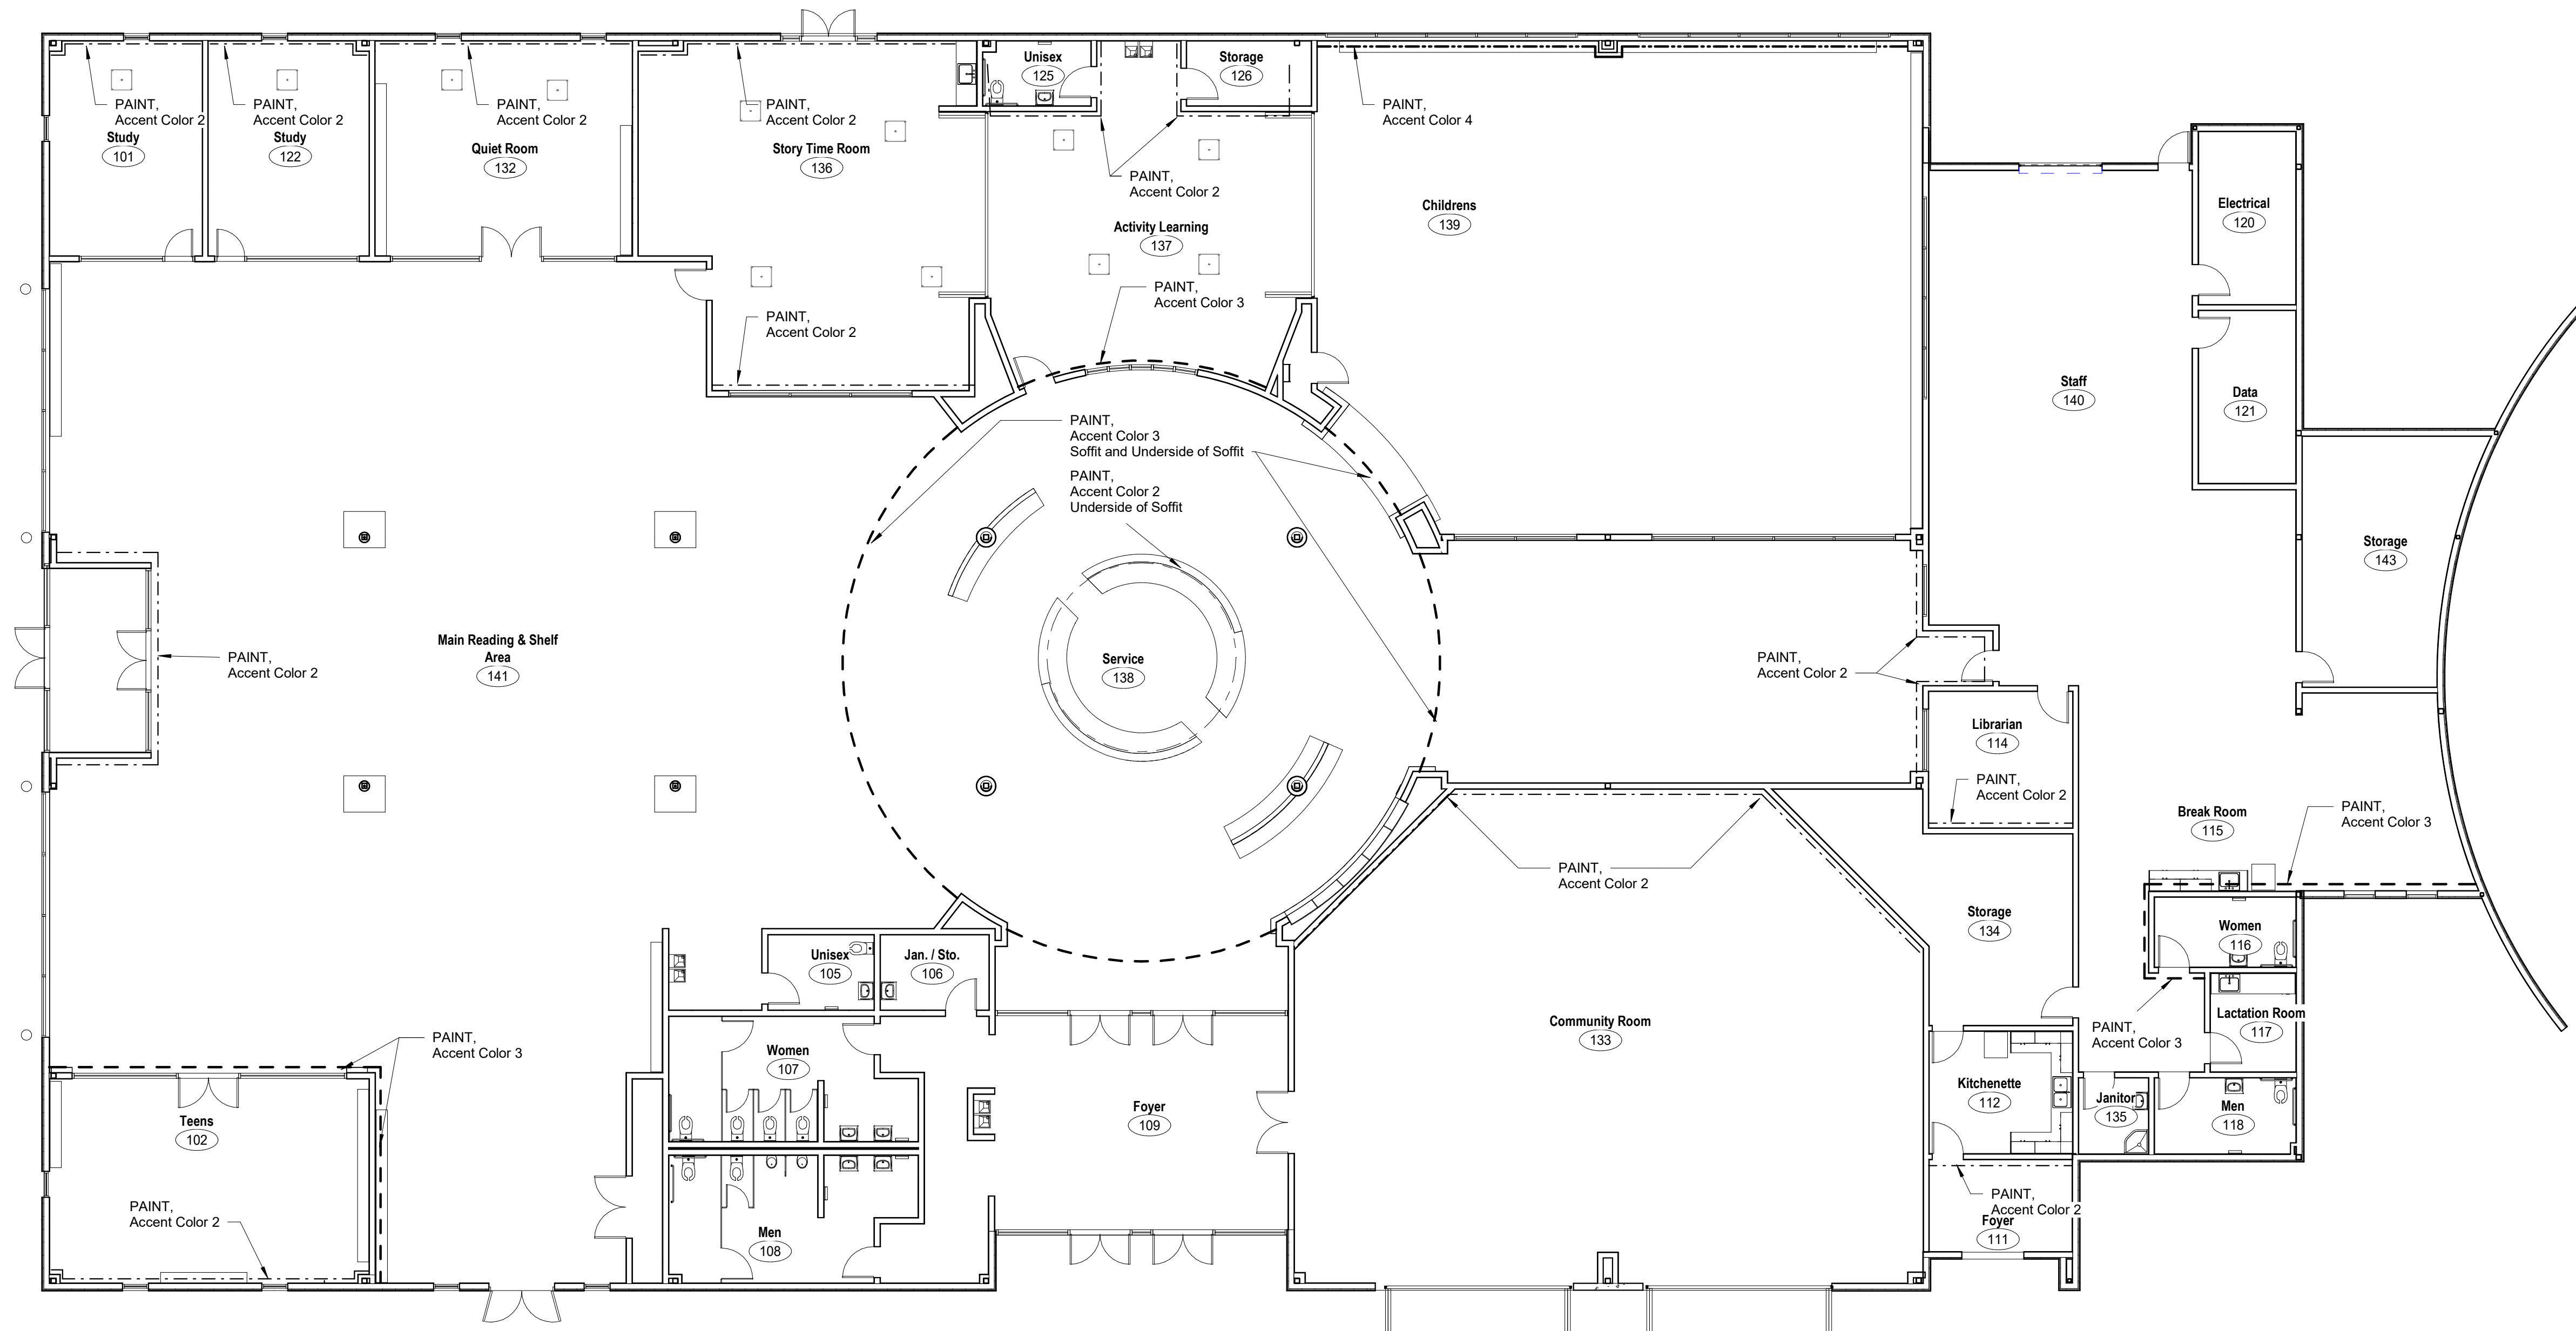 Unisex
125
Storage
126
PAINT,
Accent Color 2
Study
101
PAINT,
Accent Color 2
Study
122
PAINT,
Accent Color 2
Quiet Room
132
PAINT,
Accent Color 2
Story Time Room
136
PAINT,
Accent Color 4
PAINT,
Accent Color 2
Activity Learning
137
Childrens
139
Electrical
120
PAINT,
Accent Color 3
PAINT,
Accent Color 2
Staff
140
Data
121
PAINT,
Accent Color 3
Soffit and Underside of Soffit
PAINT,
Accent Color 2
Underside of Soffit
Storage
143
Main Reading & Shelf
Area
141
PAINT,
Accent Color 2
Service
138
PAINT,
Accent Color 2
Librarian
114
PAINT,
Accent Color 2
Break Room
115
PAINT,
Accent Color 3
PAINT,
Accent Color 2
Storage
134
Women
116
Unisex
105
Jan. / Sto.
106
Lactation Room
117
PAINT,
Accent Color 3
Community Room
133
PAINT,
Accent Color 3
Women
107
Kitchenette
112
Janitor
135
Men
118
Foyer
109
Teens
102
PAINT,
Accent Color 2
PAINT,
Accent Color 2
Foyer
111
Men
108